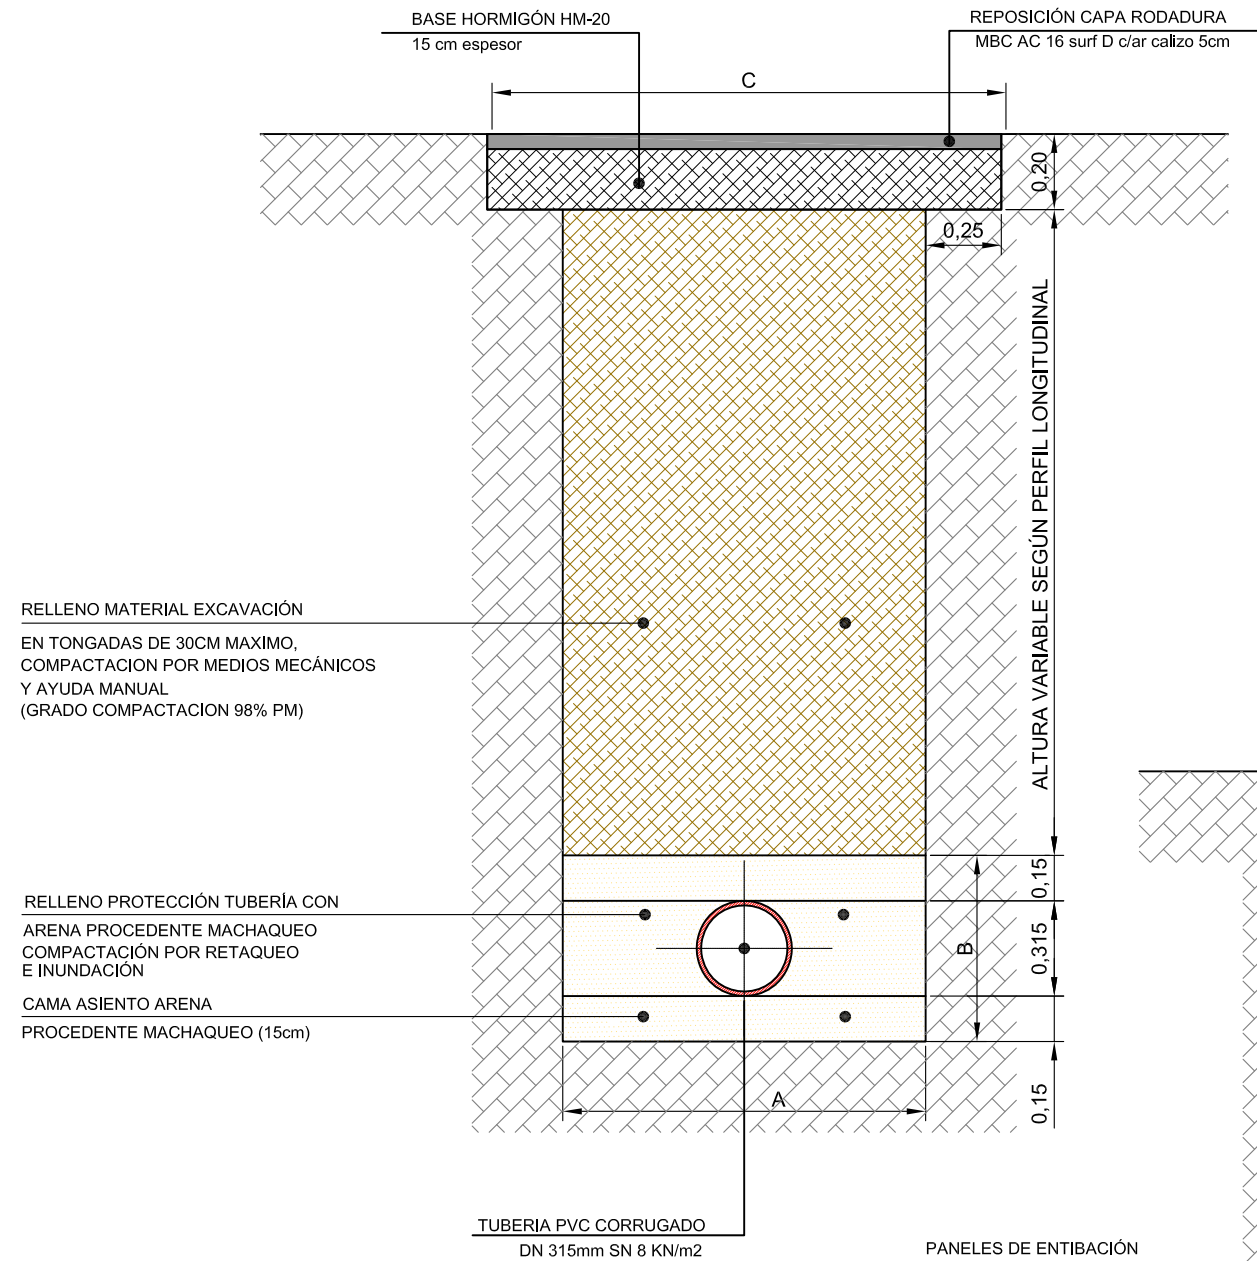 BASE HORMIGÓN HM-20
15 cm espesor
REPOSICIÓN CAPA RODADURA
MBC AC 16 surf D c/ar calizo 5cm
C
0,20
0,25
ALTURA VARIABLE SEGÚN PERFIL LONGITUDINAL
RELLENO MATERIAL EXCAVACIÓN
EN TONGADAS DE 30CM MAXIMO,
COMPACTACION POR MEDIOS MECÁNICOS
Y AYUDA MANUAL
(GRADO COMPACTACION 98% PM)
0,15
RELLENO PROTECCIÓN TUBERÍA CON
ARENA PROCEDENTE MACHAQUEO
COMPACTACIÓN POR RETAQUEO
E INUNDACIÓN
B
0,315
CAMA ASIENTO ARENA
PROCEDENTE MACHAQUEO (15cm)
A
0,15
TUBERIA PVC CORRUGADO
DN 315mm SN 8 KN/m2
PANELES DE ENTIBACIÓN